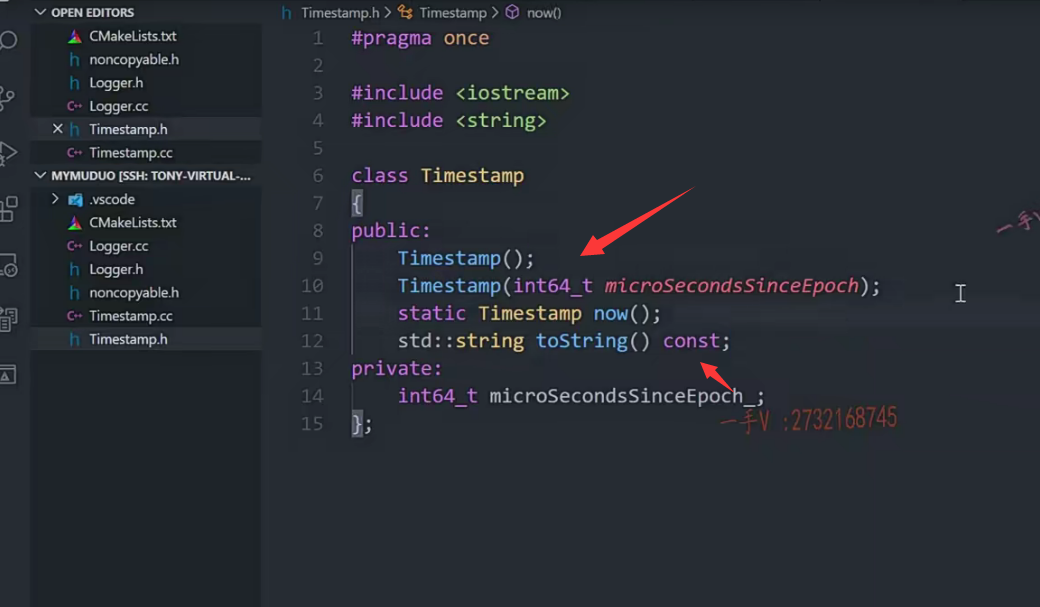 OPEN EDITORS
CMakeLists.txt
noncopyable.h
Logger.h
Logger.cc
Timestamp.h
Timestamp.cc
MYMUDUO [SSH: TONY-VIRTUAL-...
.vscode
CMakeLists.txt
Logger.cc
Logger.h
noncopyable.h
Timestamp.cc
Timestamp.h
Timestamp.h > Timestamp > now()
1 #pragma once
2
3 #include <iostream>
4 #include <string>
5
6 class Timestamp
7 {
8 public:
9 Timestamp();
10 Timestamp(int64_t microSecondsSinceEpoch);
11 static Timestamp now();
12 std::string toString() const;
13 private:
14 int64_t microSecondsSinceEpoch_;
15 };
一手V :2732168745
一手V